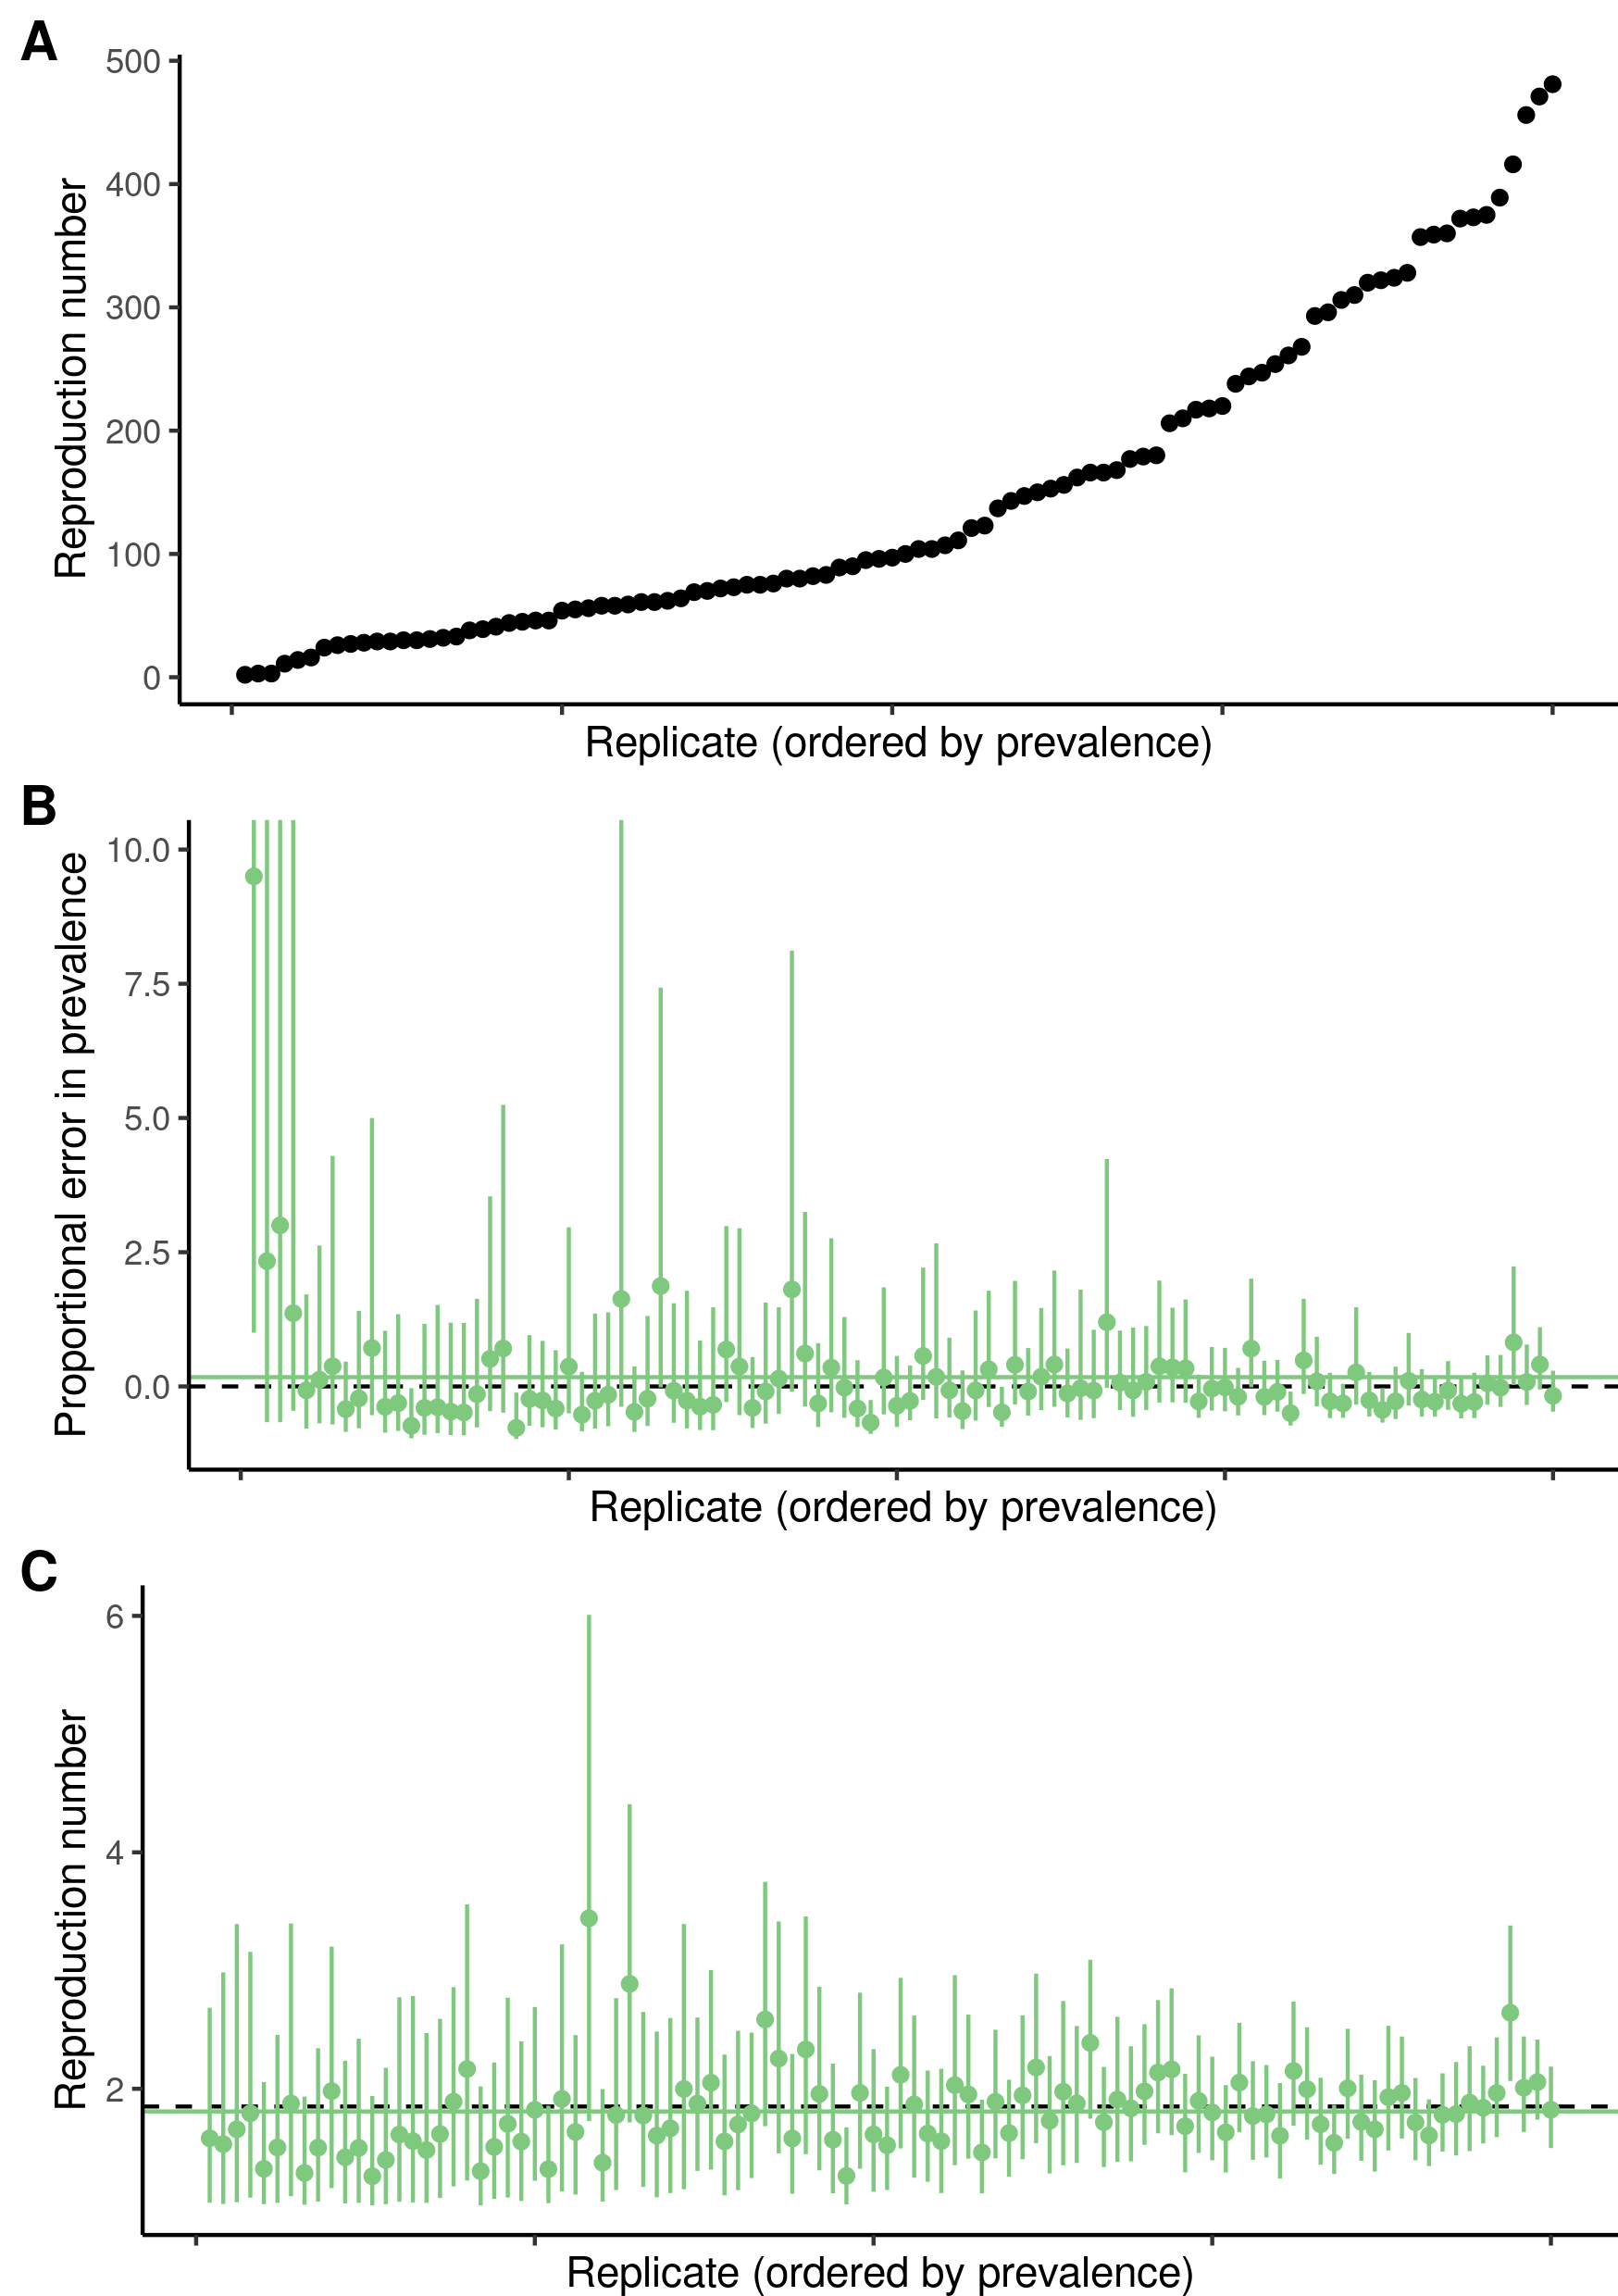 A
500
400
300
200
100
0
Reproduction number
Replicate (ordered by prevalence)
B
10.0
7.5
5.0
2.5
0.0
Proportional error in prevalence
Replicate (ordered by prevalence)
C
6
4
2
Reproduction number
Replicate (ordered by prevalence)